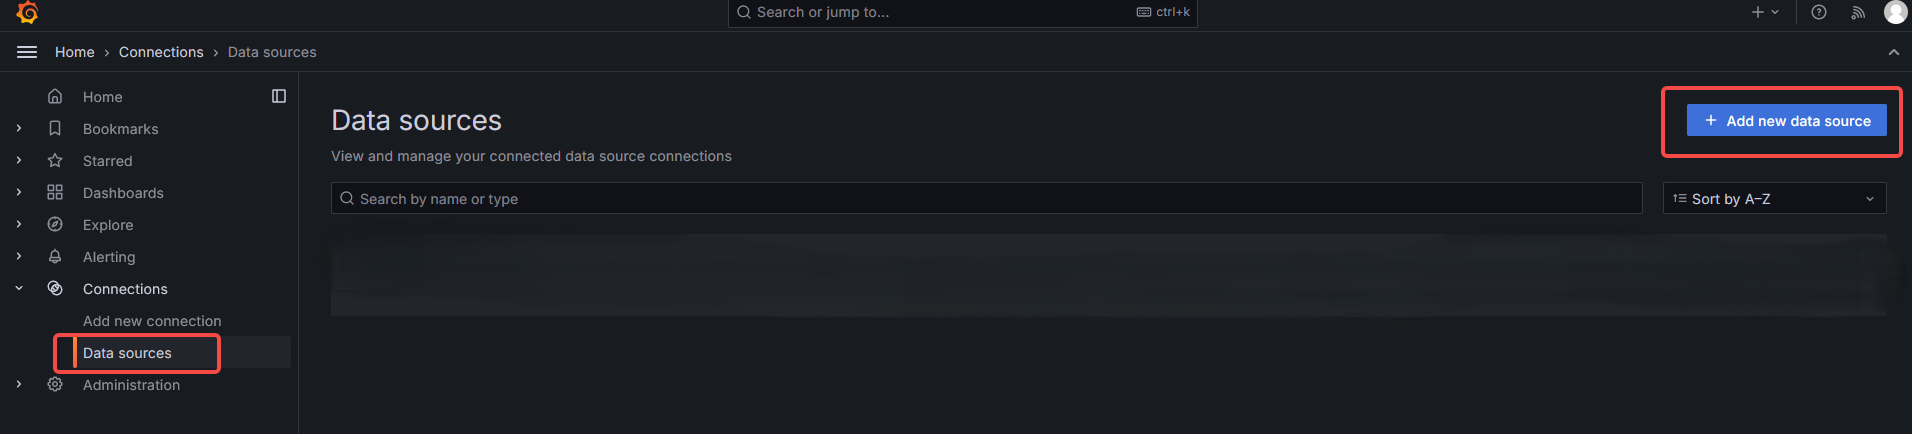 Search or jump to... ctrl+k
Home › Connections › Data sources
Home
Bookmarks
Starred
Dashboards
Explore
Alerting
Connections
Add new connection
Data sources
Administration
Data sources
+ Add new data source
View and manage your connected data source connections
Search by name or type
Sort by A–Z